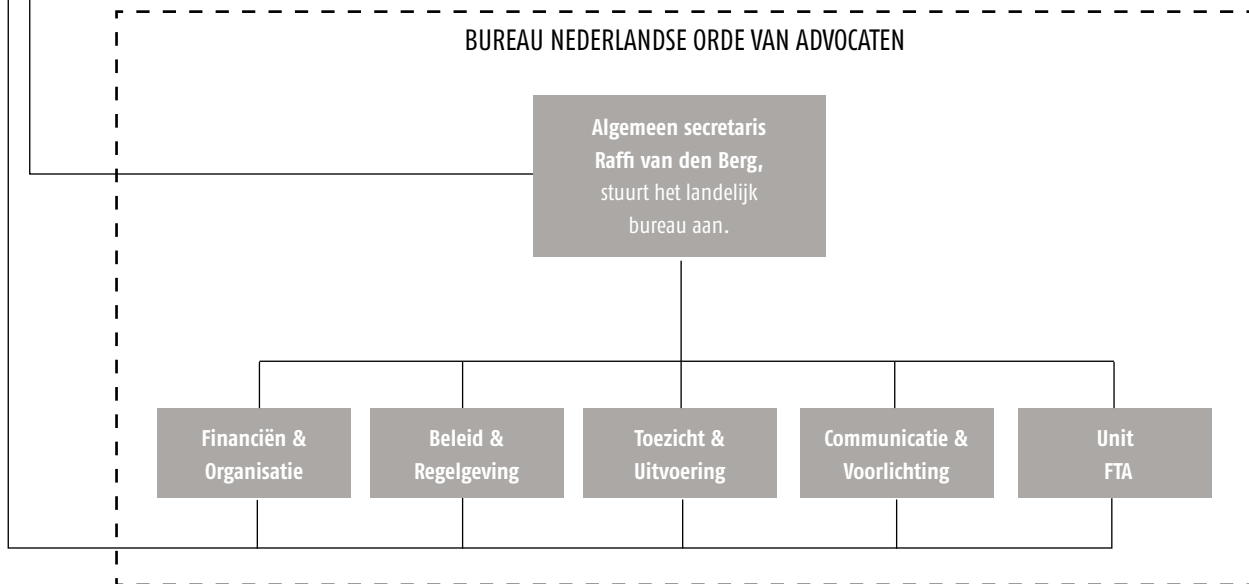 BUREAU NEDERLANDSE ORDE VAN ADVOCATEN
Algemeen secretaris
Raffi van den Berg,
stuurt het landelijk
bureau aan.
Financiën &
Organisatie
Beleid &
Regelgeving
Toezicht &
Uitvoering
Communicatie &
Voorlichting
Unit
FTA